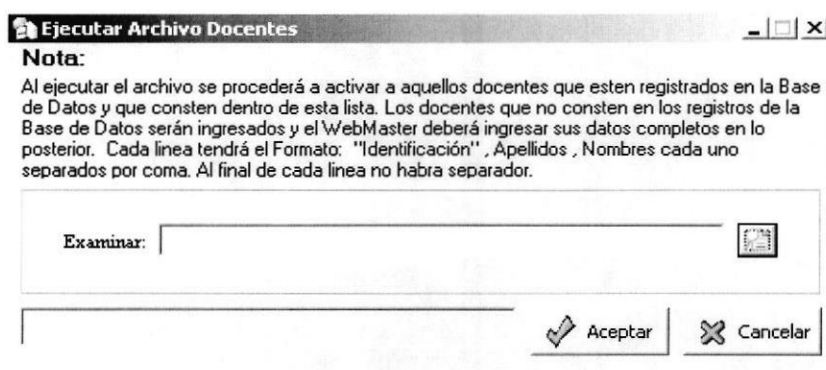 Ejecutar Archivo Docentes
Nota:
Al ejecutar el archivo se procederá a activar a aquellos docentes que esten registrados en la Base
de Datos y que consten dentro de esta lista. Los docentes que no consten en los registros de la
Base de Datos serán ingresados y el WebMaster deberá ingresar sus datos completos en lo
posterior. Cada linea tendrá el Formato: "Identificación" , Apellidos , Nombres cada uno
separados por coma. Al final de cada linea no habra separador.
Examinar:
Aceptar Cancelar